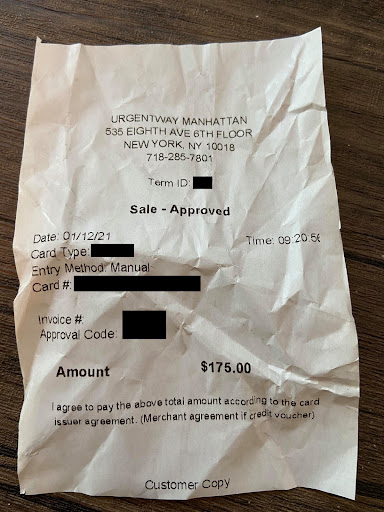 URGENTWAY MANHATTAN
535 EIGHTH AVE 6TH FLOOR
NEW YORK, NY 10018
718-285-7801
Term ID:
Sale - Approved
Date: 01/12/21 Time: 09:20:56
Card Type:
Entry Method: Manual
Card #:
Invoice #:
Approval Code:
Amount $175.00
I agree to pay the above total amount according to the card
issuer agreement. (Merchant agreement if credit voucher)
Customer Copy